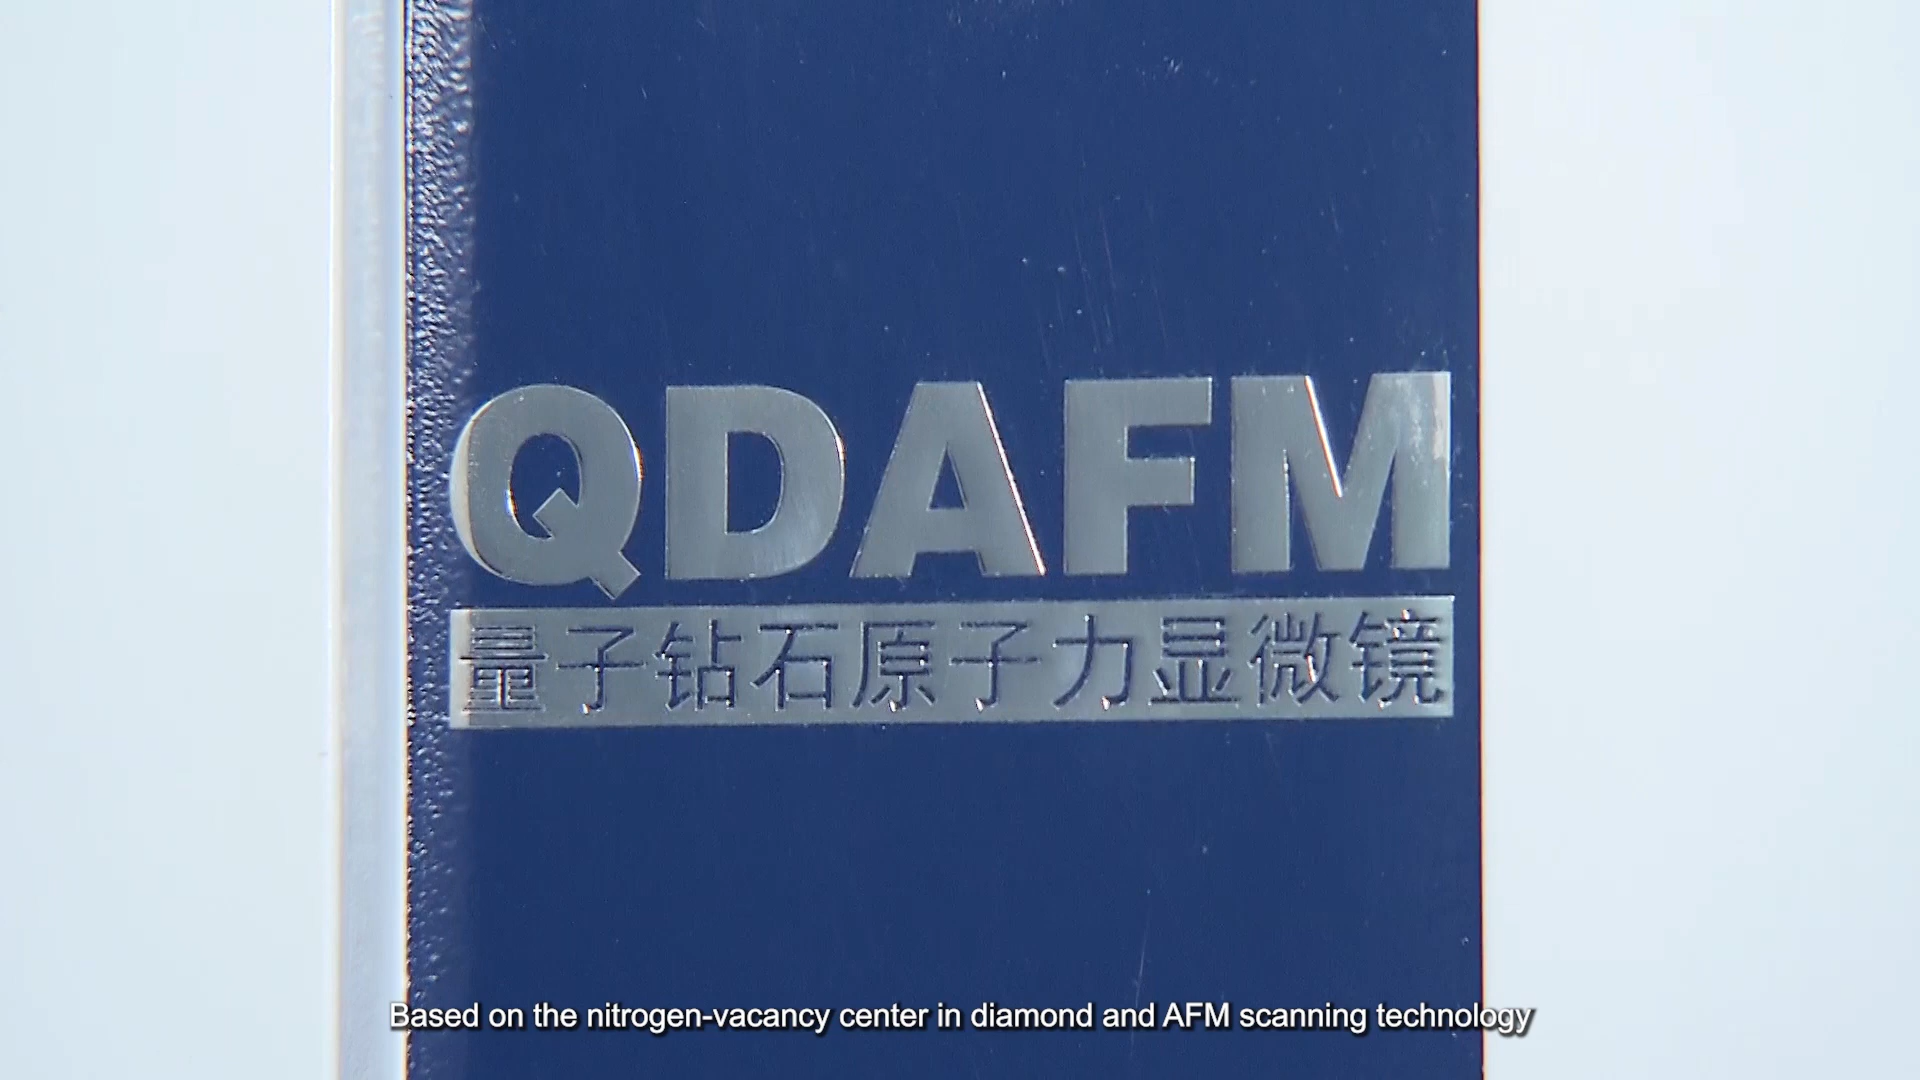 QDAFM
量子钻石原子力显微镜
Based on the nitrogen-vacancy center in diamond and AFM scanning technology